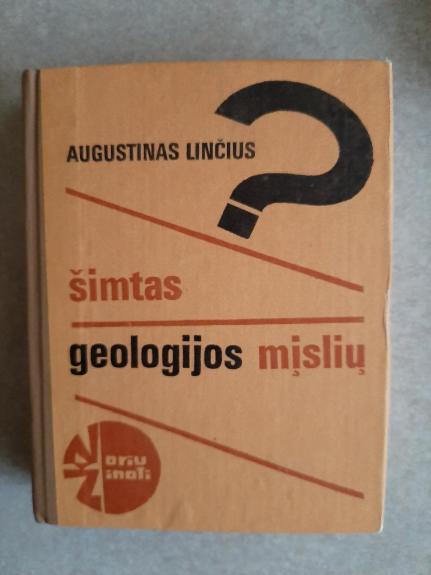 AUGUSTINAS LINČIUS
?
šimtas
geologijos mįslių
Noriu
Žinoti